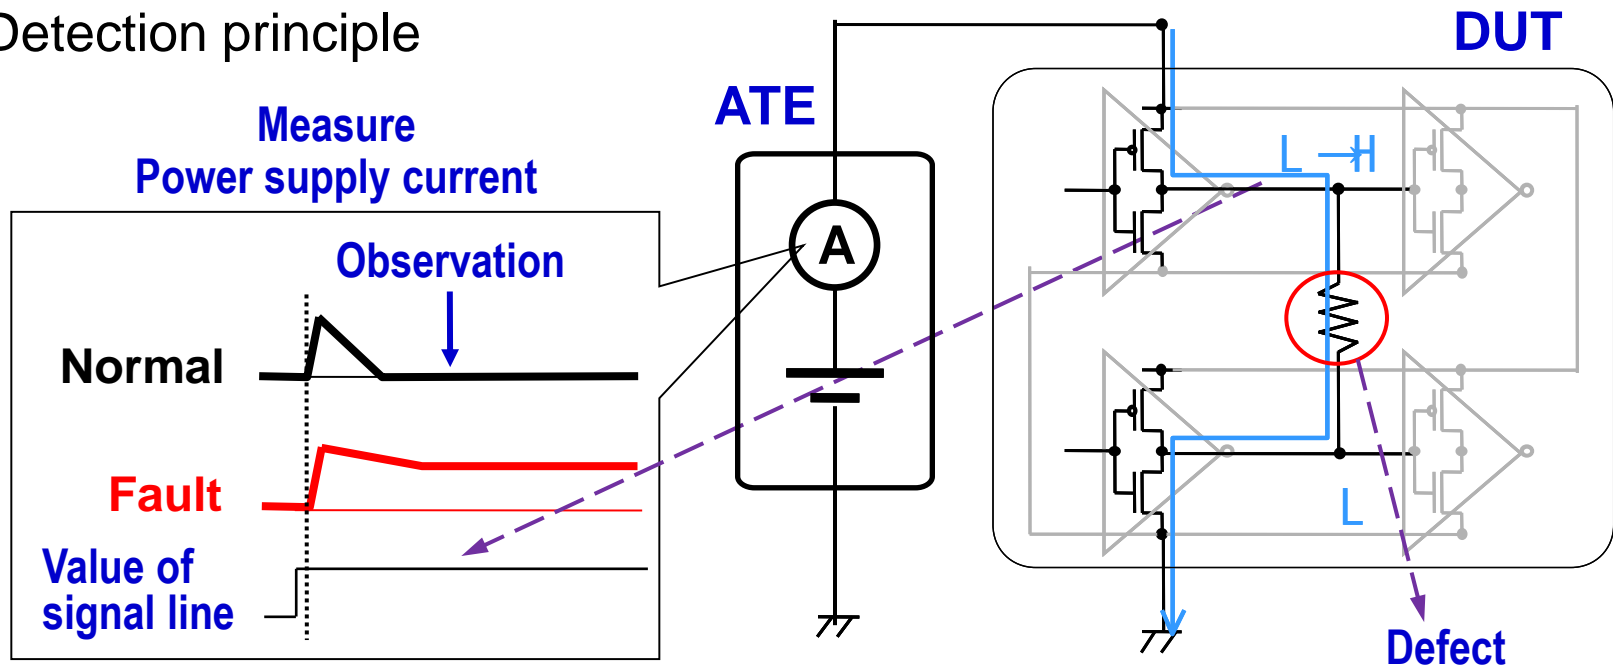 Detection principle
DUT
ATE
Measure
Power supply current
L → H
A
Observation
Normal
Fault
L
Value of
signal line
Defect